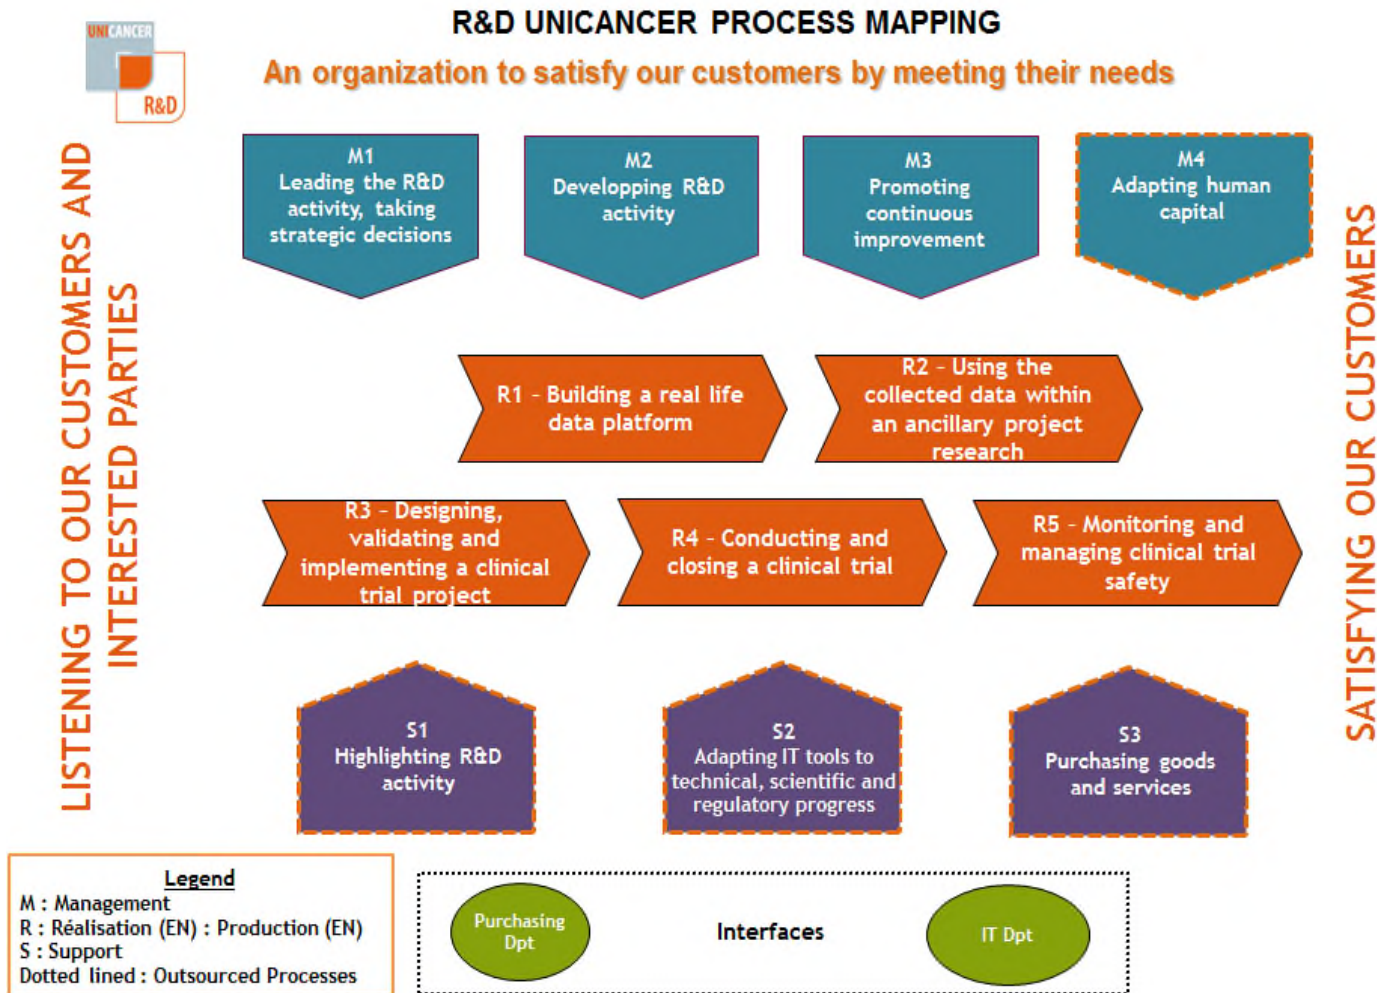 R&D UNICANCER PROCESS MAPPING
An organization to satisfy our customers by meeting their needs
UNICANCER
R&D
LISTENING TO OUR CUSTOMERS AND
INTERESTED PARTIES
M1
Leading the R&D
activity, taking
strategic decisions
M2
Developping R&D
activity
M3
Promoting
continuous
improvement
M4
Adapting human
capital
R1 – Building a real life
data platform
R2 – Using the
collected data within
an ancillary project
research
R3 – Designing,
validating and
implementing a clinical
trial project
R4 – Conducting and
closing a clinical trial
R5 – Monitoring and
managing clinical trial
safety
S1
Highlighting R&D
activity
S2
Adapting IT tools to
technical, scientific and
regulatory progress
S3
Purchasing goods
and services
SATISFYING OUR CUSTOMERS
Legend
M : Management
R : Réalisation (EN) : Production (EN)
S : Support
Dotted lined : Outsourced Processes
Purchasing
Dpt
Interfaces
IT Dpt